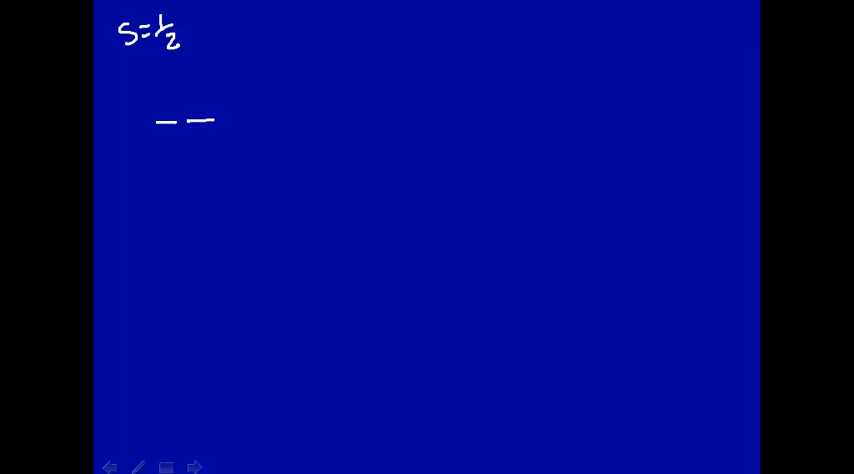 S=1/2
— —